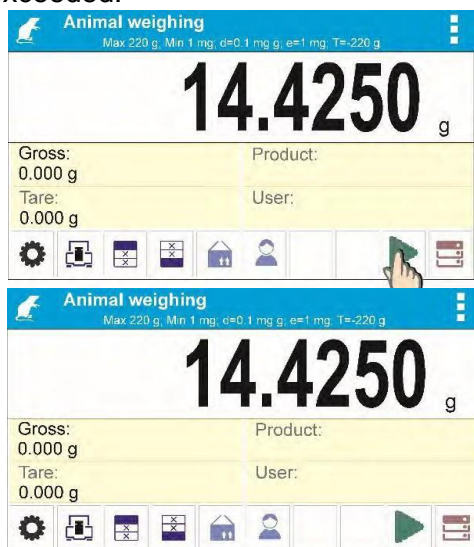 Animal weighing
Max 220 g; Min 1 mg; d=0.1 mg g; e=1 mg; T=-220 g
14.4250 g
Gross:
0.000 g
Product:
Tare:
0.000 g
User:
Animal weighing
Max 220 g; Min 1 mg; d=0.1 mg g; e=1 mg; T=-220 g
14.4250 g
Gross:
0.000 g
Product:
Tare:
0.000 g
User: